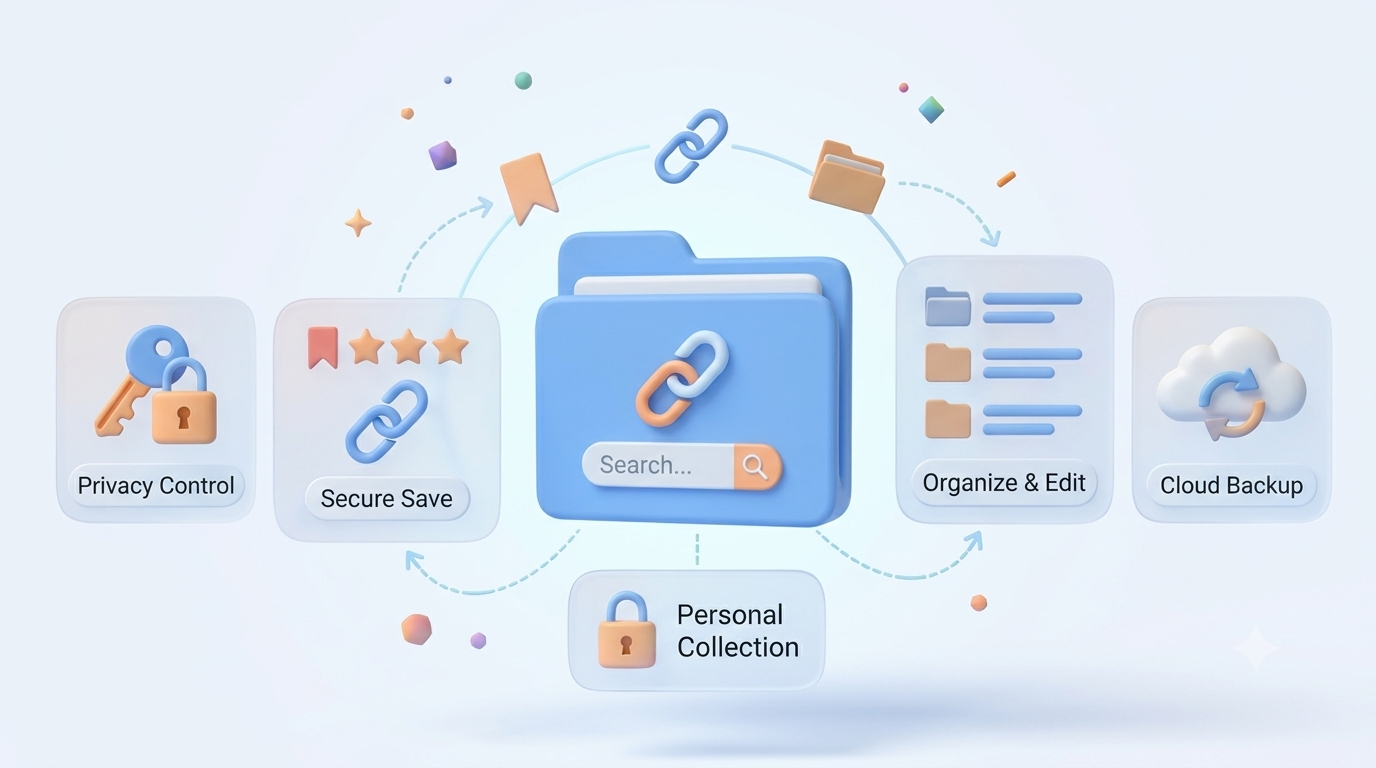 Search...
Privacy Control
Secure Save
Organize & Edit
Cloud Backup
Personal
Collection